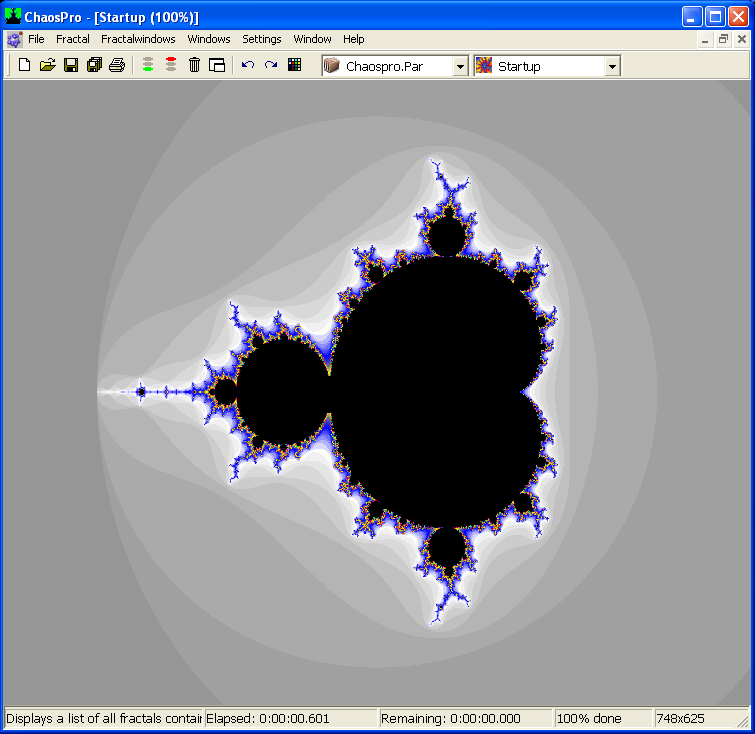 ChaosPro - [Startup (100%)]
File Fractal Fractalwindows Windows Settings Window Help
Chaospro.Par Startup
Displays a list of all fractals contair Elapsed: 0:00:00.601 Remaining: 0:00:00.000 100% done 748x625